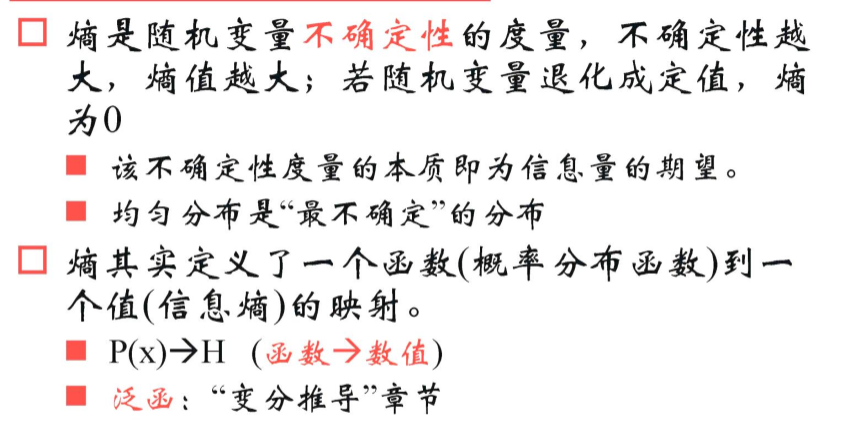 熵是随机变量不确定性的度量，不确定性越
大，熵值越大；若随机变量退化成定值，熵
为0
该不确定性度量的本质即为信息量的期望。
均匀分布是“最不确定”的分布
熵其实定义了一个函数(概率分布函数)到一
个值(信息熵)的映射。
P(x)→H (函数→数值)
泛函：“变分推导”章节